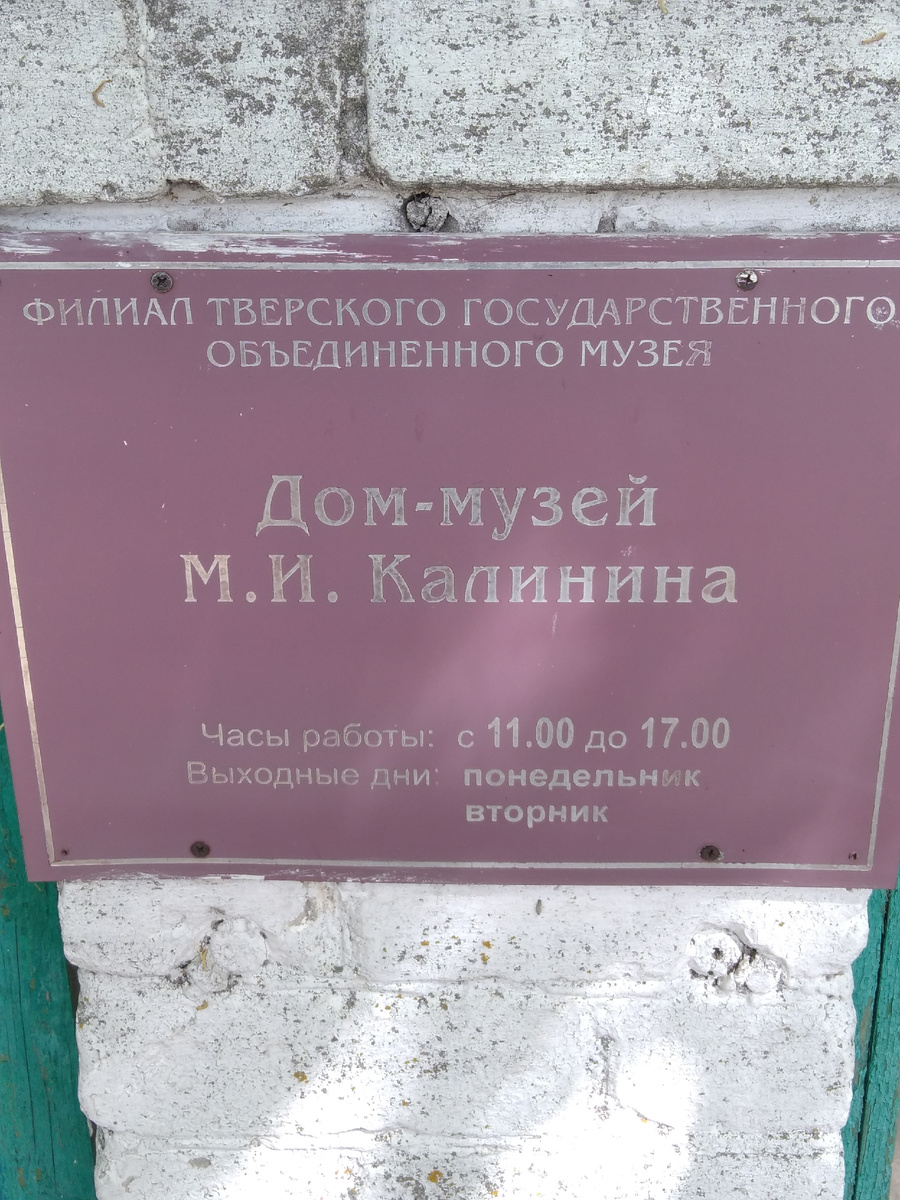 ФИЛИАЛ ТВЕРСКОГО ГОСУДАРСТВЕННОГО
ОБЪЕДИНЕННОГО МУЗЕЯ
Дом-музей
М.И. Калинина
Часы работы: с 11.00 до 17.00
Выходные дни: понедельник
вторник